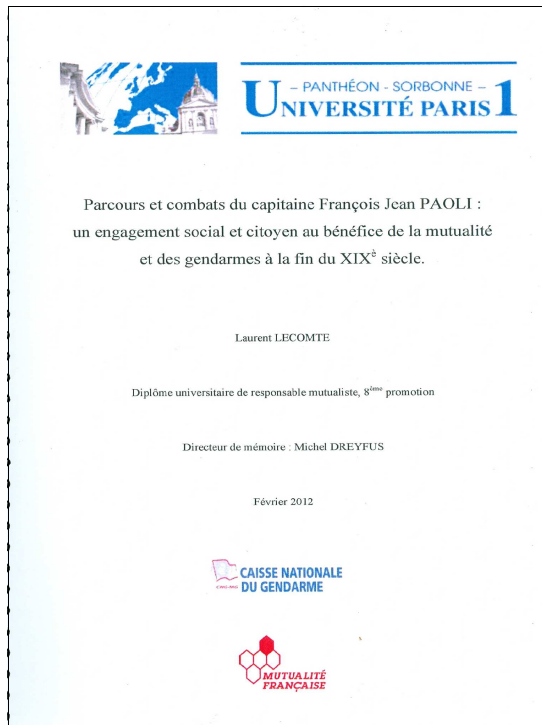 – PANTHÉON - SORBONNE –
UNIVERSITÉ PARIS 1
Parcours et combats du capitaine François Jean PAOLI :
un engagement social et citoyen au bénéfice de la mutualité
et des gendarmes à la fin du XIXè siècle.
Laurent LECOMTE
Diplôme universitaire de responsable mutualiste, 8ème promotion
Directeur de mémoire : Michel DREYFUS
Février 2012
CAISSE NATIONALE
DU GENDARME
MUTUALITÉ
FRANÇAISE